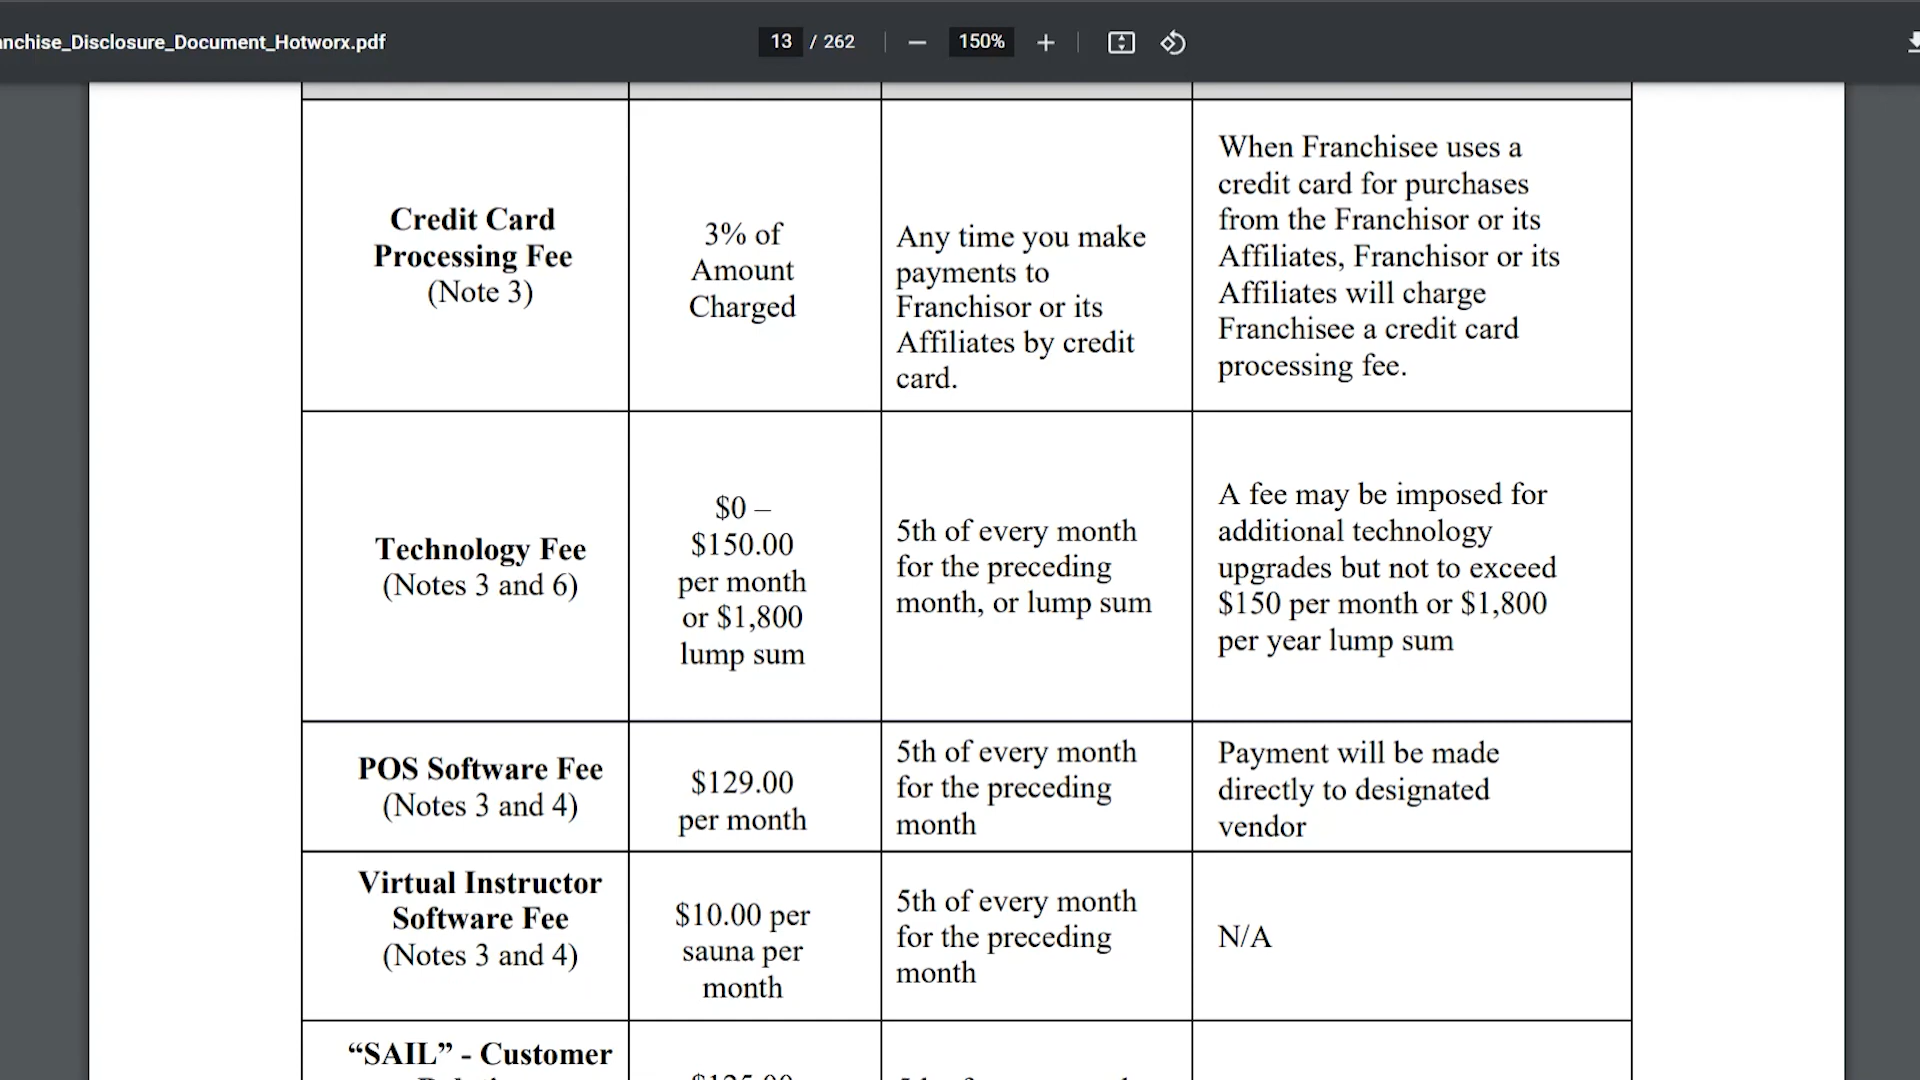 nchise_Disclosure_Document_Hotworx.pdf
13 / 262
150%
Credit Card
Processing Fee
(Note 3)
3% of
Amount
Charged
Any time you make
payments to
Franchisor or its
Affiliates by credit
card.
When Franchisee uses a
credit card for purchases
from the Franchisor or its
Affiliates, Franchisor or its
Affiliates will charge
Franchisee a credit card
processing fee.
Technology Fee
(Notes 3 and 6)
$0 –
$150.00
per month
or $1,800
lump sum
5th of every month
for the preceding
month, or lump sum
A fee may be imposed for
additional technology
upgrades but not to exceed
$150 per month or $1,800
per year lump sum
POS Software Fee
(Notes 3 and 4)
$129.00
per month
5th of every month
for the preceding
month
Payment will be made
directly to designated
vendor
Virtual Instructor
Software Fee
(Notes 3 and 4)
$10.00 per
sauna per
month
5th of every month
for the preceding
month
N/A
“SAIL” - Customer